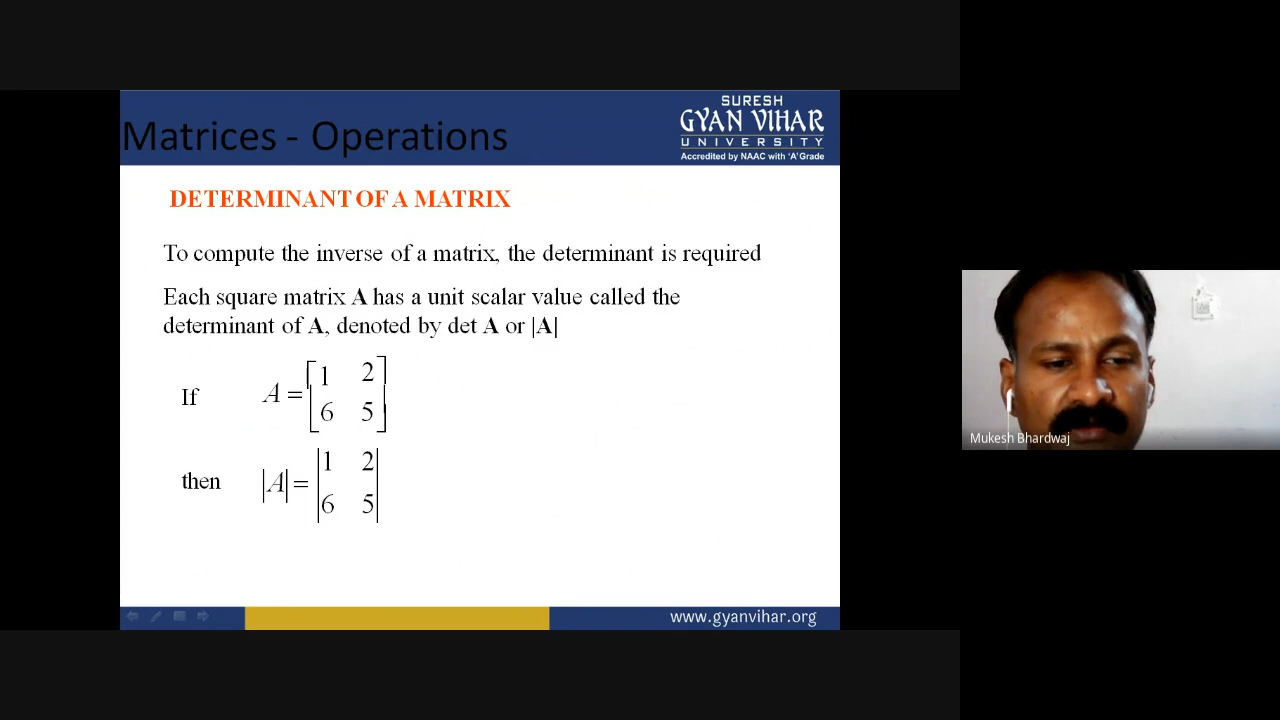 SURESH
GYAN VIHAR
UNIVERSITY
Accredited by NAAC with 'A' Grade
Matrices - Operations
DETERMINANT OF A MATRIX
To compute the inverse of a matrix, the determinant is required
Each square matrix A has a unit scalar value called the
determinant of A, denoted by det A or |A|
If A = [1 2
6 5]
then |A| = |1 2
6 5|
Mukesh Bhardwaj
www.gyanvihar.org